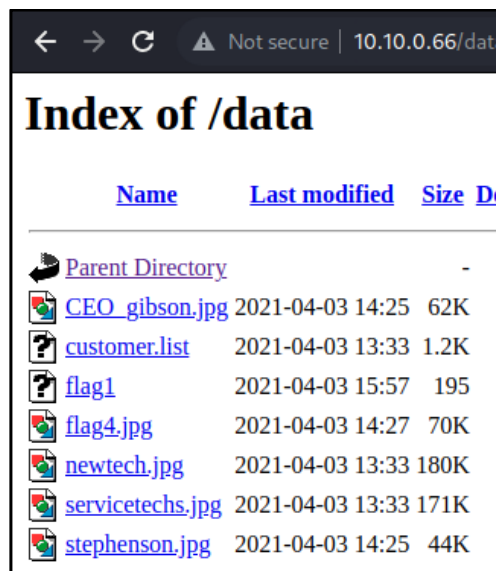 Not secure | 10.10.0.66/dat
Index of /data
Name Last modified Size De
Parent Directory -
CEO_gibson.jpg 2021-04-03 14:25 62K
customer.list 2021-04-03 13:33 1.2K
flag1 2021-04-03 15:57 195
flag4.jpg 2021-04-03 14:27 70K
newtech.jpg 2021-04-03 13:33 180K
servicetechs.jpg 2021-04-03 13:33 171K
stephenson.jpg 2021-04-03 14:25 44K